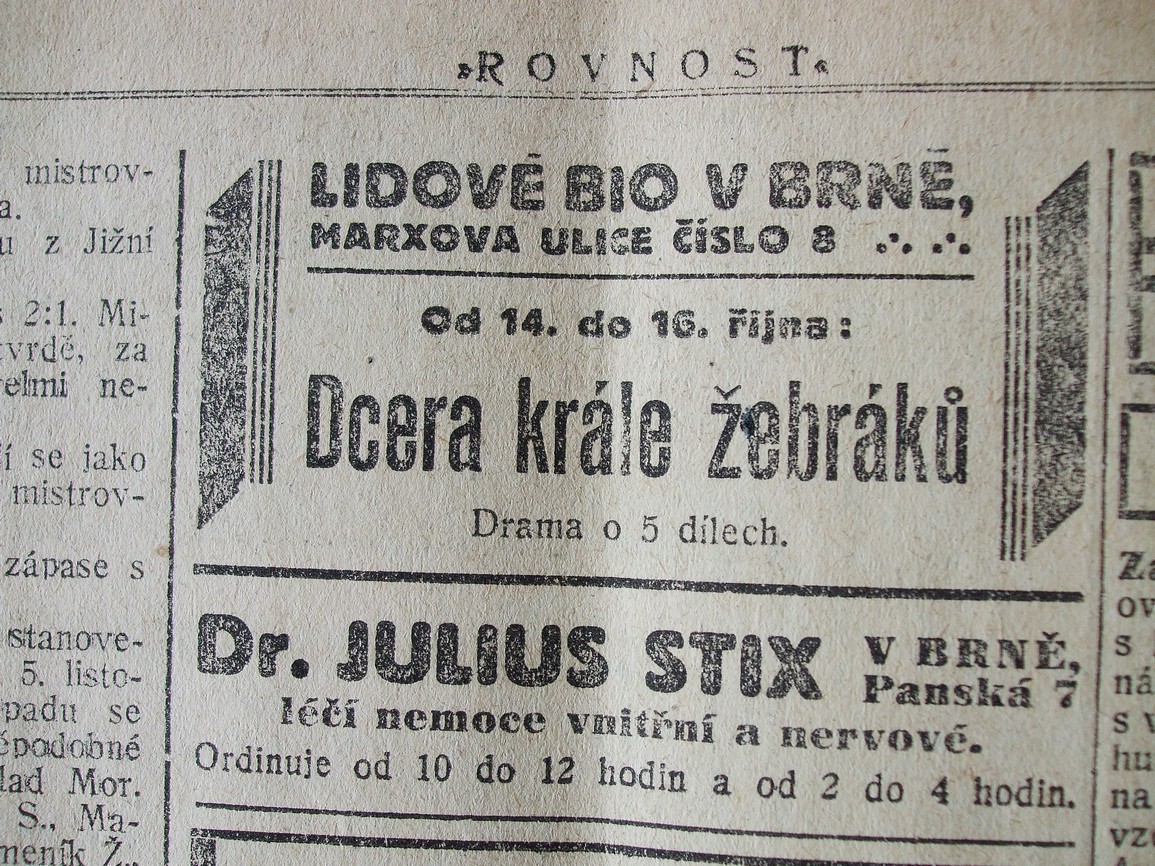 »ROVNOST«
mistrov-
a.
u z Jižní
s 2:1. Mi-
tvrdě, za
velmi ne-
í se jako
mistrov-
zápase s
stanove-
5. listo-
padu se
ěpodobné
lad Mor.
S., Ma-
meník Ž.,
LIDOVÉ BIO V BRNĚ,
MARXOVA ULICE ČÍSLO 8
Od 14. do 16. října:
Dcera krále žebráků
Drama o 5 dílech.
Dr. JULIUS STIX V BRNĚ,
Panská 7
léčí nemoce vnitřní a nervové.
Ordinuje od 10 do 12 hodin a od 2 do 4 hodin.
Za
ov
s
ná
s v
hu
na
vzd